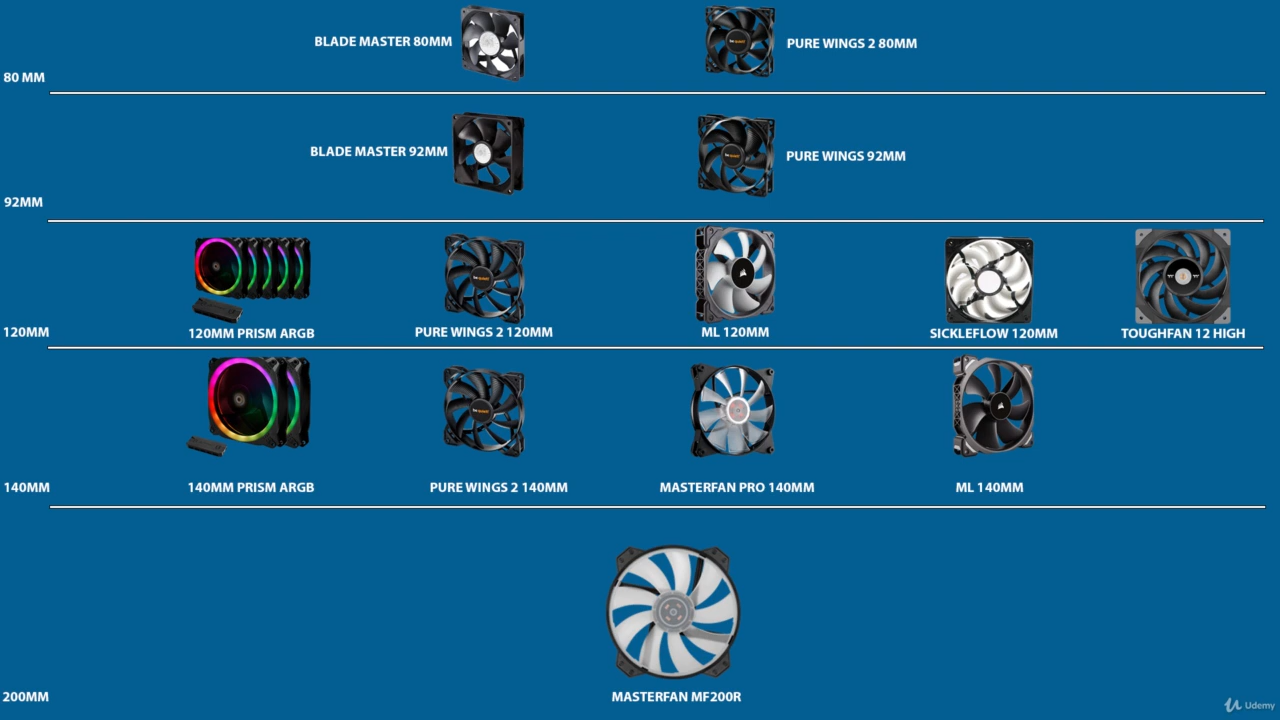 BLADE MASTER 80MM
PURE WINGS 2 80MM
80 MM
BLADE MASTER 92MM
PURE WINGS 92MM
92MM
120MM
120MM PRISM ARGB
PURE WINGS 2 120MM
ML 120MM
SICKLEFLOW 120MM
TOUGHFAN 12 HIGH
140MM
140MM PRISM ARGB
PURE WINGS 2 140MM
MASTERFAN PRO 140MM
ML 140MM
200MM
MASTERFAN MF200R
Udemy